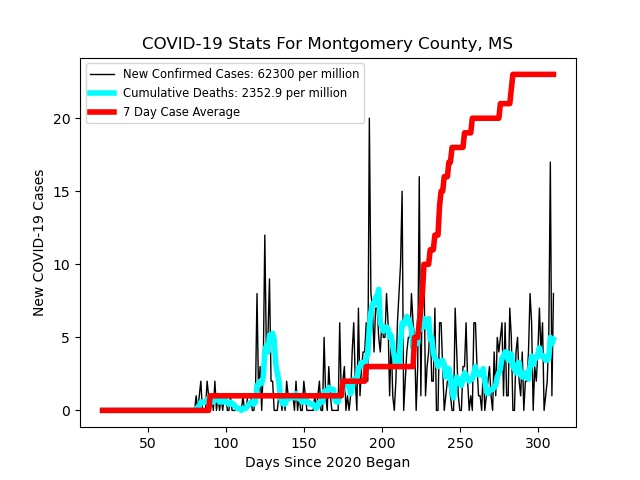 COVID-19 Stats For Montgomery County, MS
New Confirmed Cases: 62300 per million
Cumulative Deaths: 2352.9 per million
7 Day Case Average
New COVID-19 Cases
20
15
10
5
0
50 100 150 200 250 300
Days Since 2020 Began